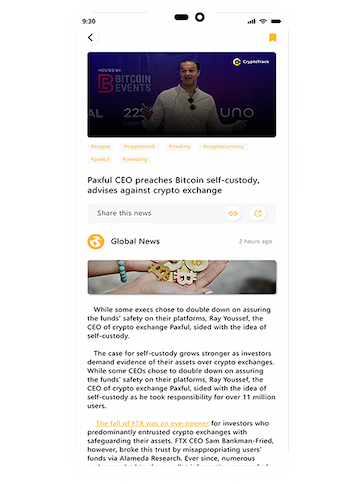 9:30
HOSTED BY
BITCOIN
EVENTS
CryptoTrack
UNO
#crypto #cryptotrack #trading #cryptocurrency
#paxful #trending
Paxful CEO preaches Bitcoin self-custody,
advises against crypto exchange
Share this news
Global News
2 hours ago
While some execs chose to double down on assuring
the funds' safety on their platforms, Ray Youssef, the
CEO of crypto exchange Paxful, sided with the idea of
self-custody.
The case for self-custody grows stronger as investors
demand evidence of their assets over crypto exchanges.
While some CEOs chose to double down on assuring
the funds' safety on their platforms, Ray Youssef, the
CEO of crypto exchange Paxful, sided with the idea of
self-custody as he took responsibility for over 11 million
users.
The fall of FTX was an eye-opener for investors who
predominantly entrusted crypto exchanges with
safeguarding their assets. FTX CEO Sam Bankman-Fried,
however, broke this trust by misappropriating users'
funds via Alameda Research. Ever since, numerous